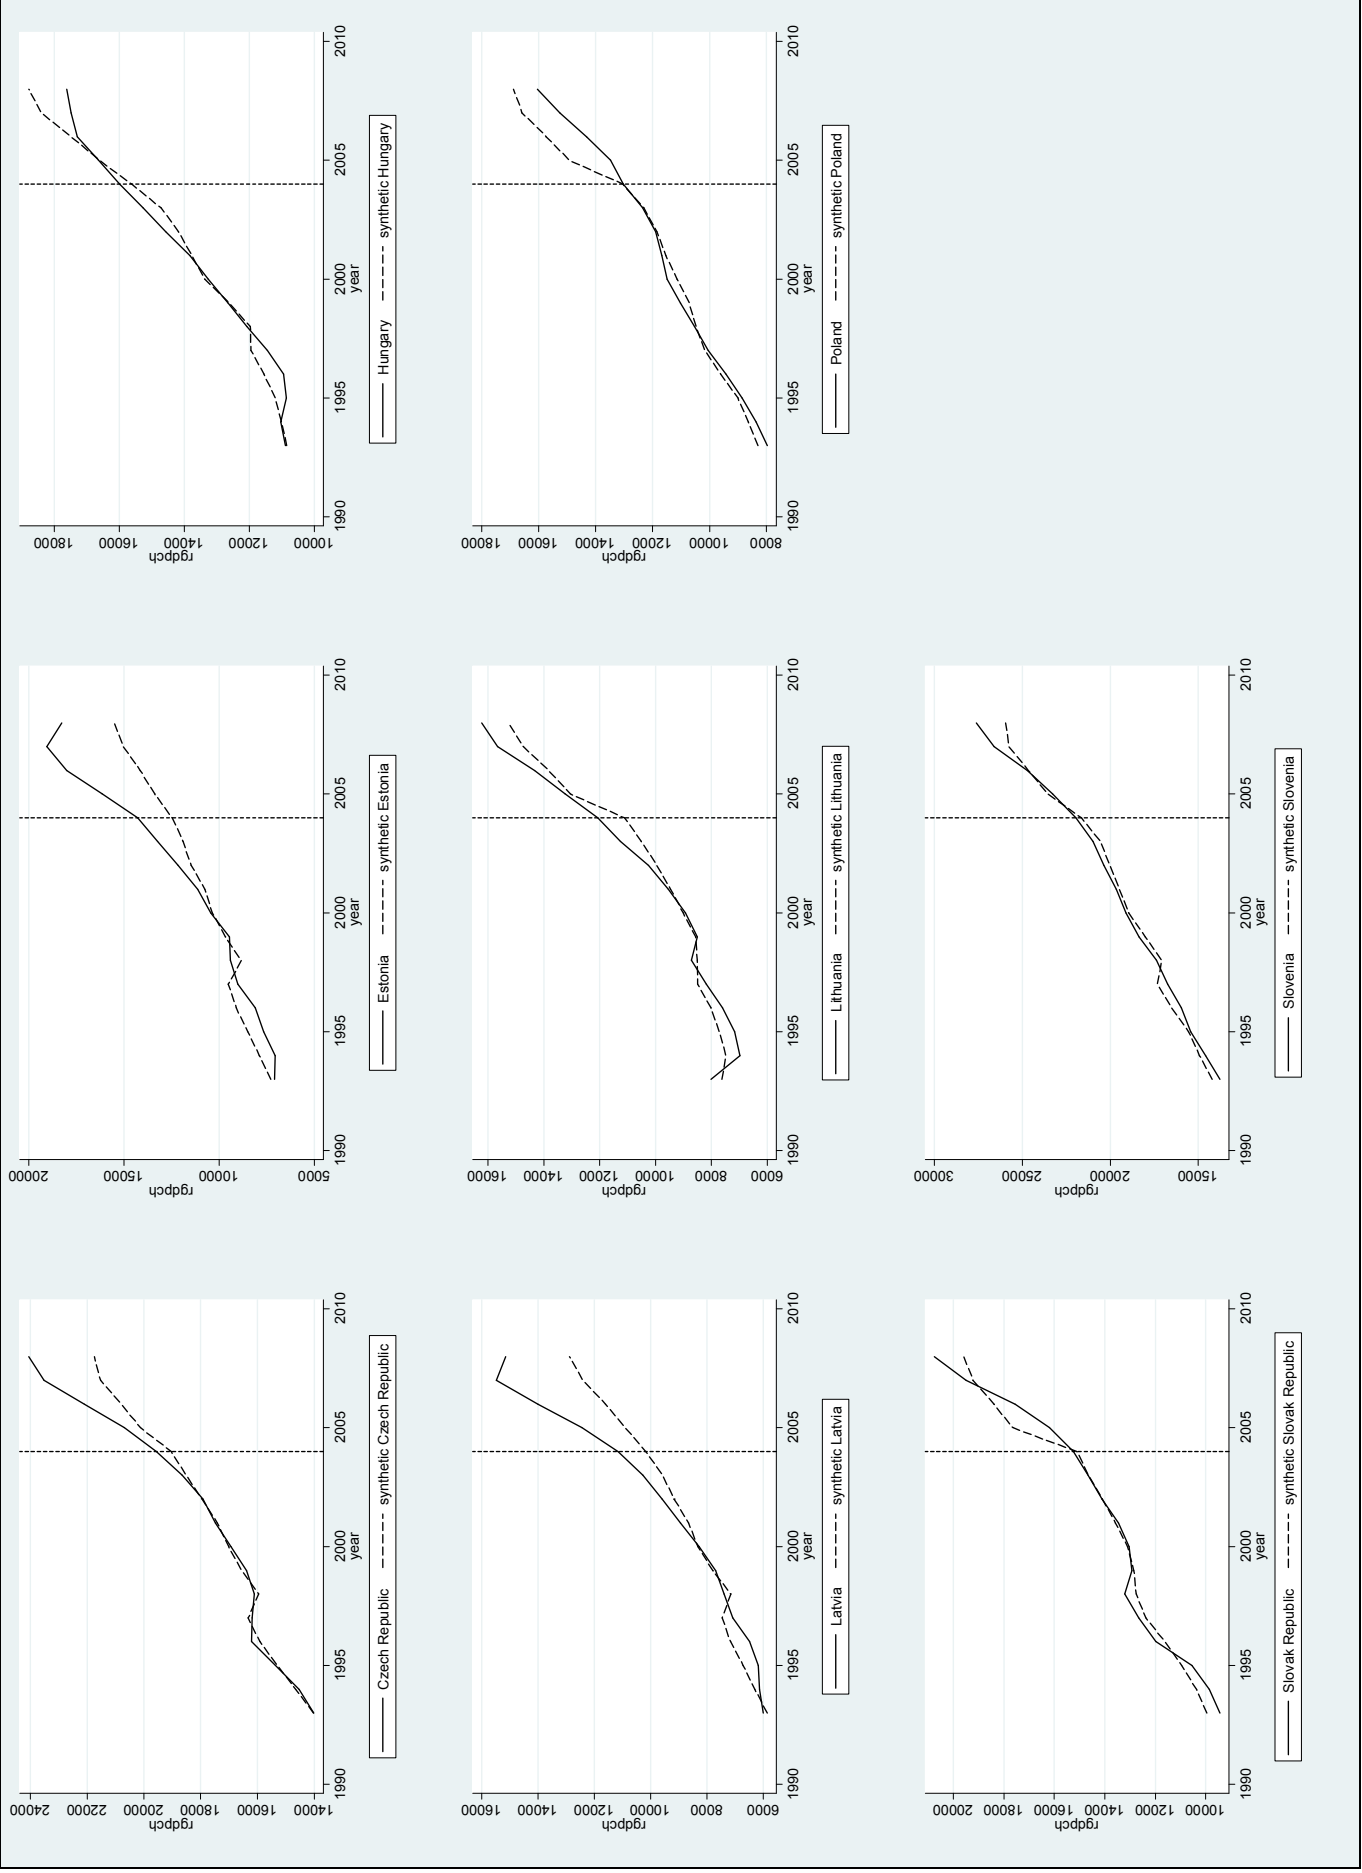 rgdpch
24000
22000
20000
18000
16000
14000
1990 1995 2000 2005 2010
year
Czech Republic synthetic Czech Republic
rgdpch
20000
15000
10000
5000
1990 1995 2000 2005 2010
year
Estonia synthetic Estonia
rgdpch
18000
16000
14000
12000
10000
1990 1995 2000 2005 2010
year
Hungary synthetic Hungary
rgdpch
16000
14000
12000
10000
8000
6000
1990 1995 2000 2005 2010
year
Latvia synthetic Latvia
rgdpch
16000
14000
12000
10000
8000
6000
1990 1995 2000 2005 2010
year
Lithuania synthetic Lithuania
rgdpch
18000
16000
14000
12000
10000
8000
1990 1995 2000 2005 2010
year
Poland synthetic Poland
rgdpch
20000
18000
16000
14000
12000
10000
1990 1995 2000 2005 2010
year
Slovak Republic synthetic Slovak Republic
rgdpch
30000
25000
20000
15000
1990 1995 2000 2005 2010
year
Slovenia synthetic Slovenia